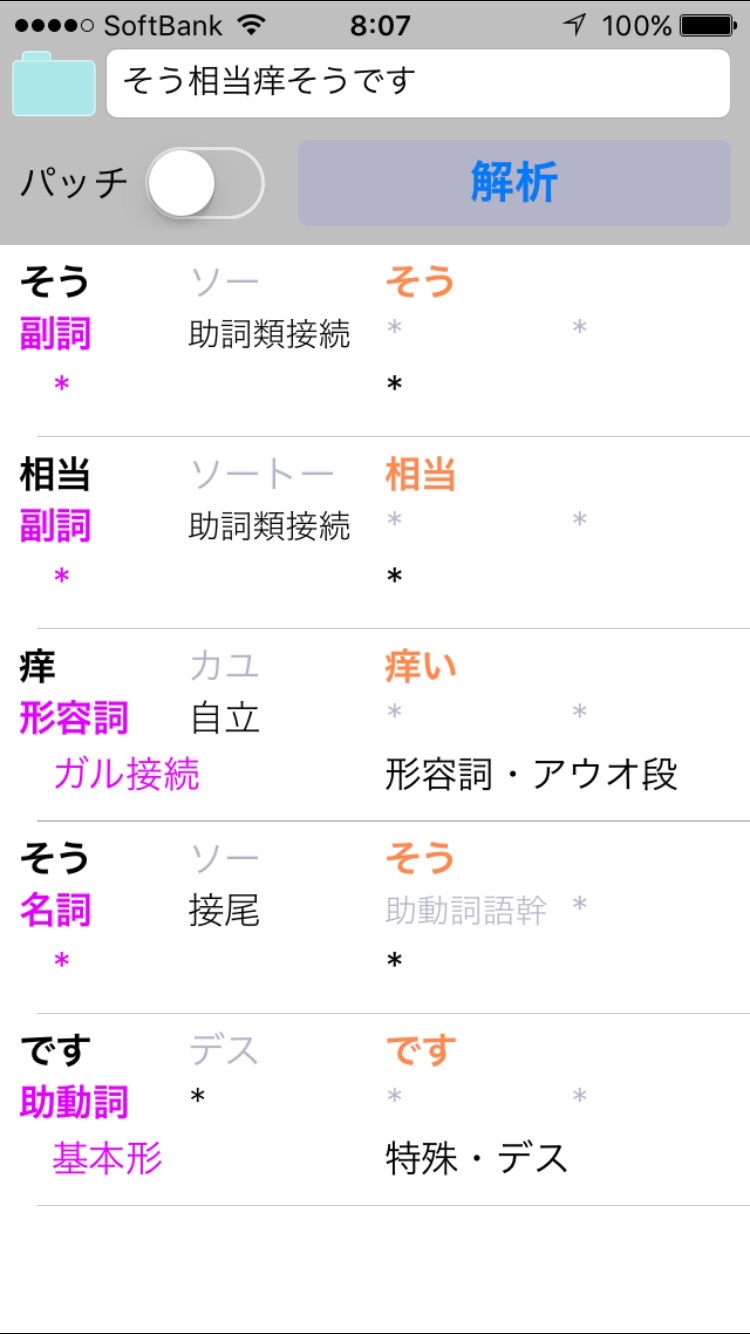 ●●●●○ SoftBank 8:07 100%
そう相当痒そうです
パッチ 解析
そう ソー そう
副詞 助詞類接続 * *
* *
相当 ソートー 相当
副詞 助詞類接続 * *
* *
痒 カユ 痒い
形容詞 自立 * *
ガル接続 形容詞・アウオ段
そう ソー そう
名詞 接尾 助動詞語幹 *
* *
です デス です
助動詞 * * *
基本形 特殊・デス